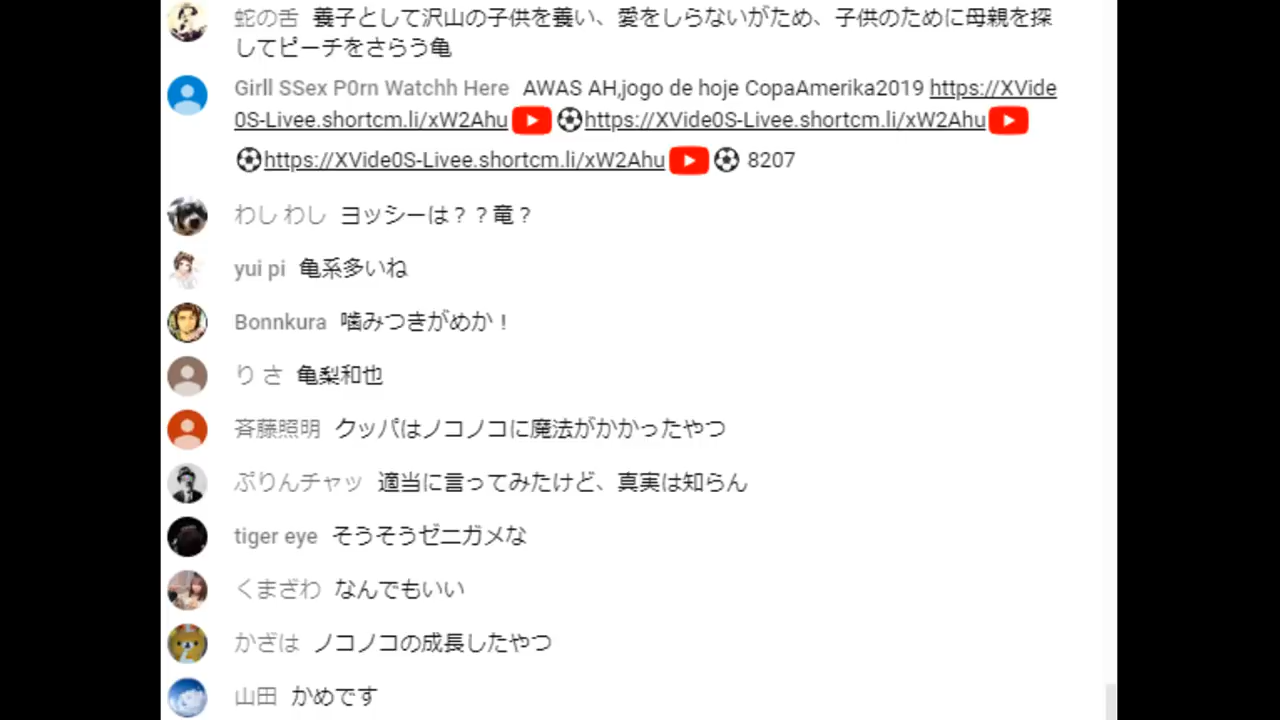 蛇の舌 養子として沢山の子供を養い、愛をしらないがため、子供のために母親を探
してピーチをさらう亀
Girll SSex P0rn Watchh Here AWAS AH,jogo de hoje CopaAmerika2019 https://XVide
0S-Livee.shortcm.li/xW2Ahu https://XVide0S-Livee.shortcm.li/xW2Ahu
https://XVide0S-Livee.shortcm.li/xW2Ahu 8207
わし わし ヨッシーは？？竜？
yui pi 亀系多いね
Bonnkura 噛みつきがめか！
り さ 亀梨和也
斉藤照明 クッパはノコノコに魔法がかかったやつ
ぷりんチャッ 適当に言ってみたけど、真実は知らん
tiger eye そうそうゼニガメな
くまざわ なんでもいい
かざは ノコノコの成長したやつ
山田 かめです